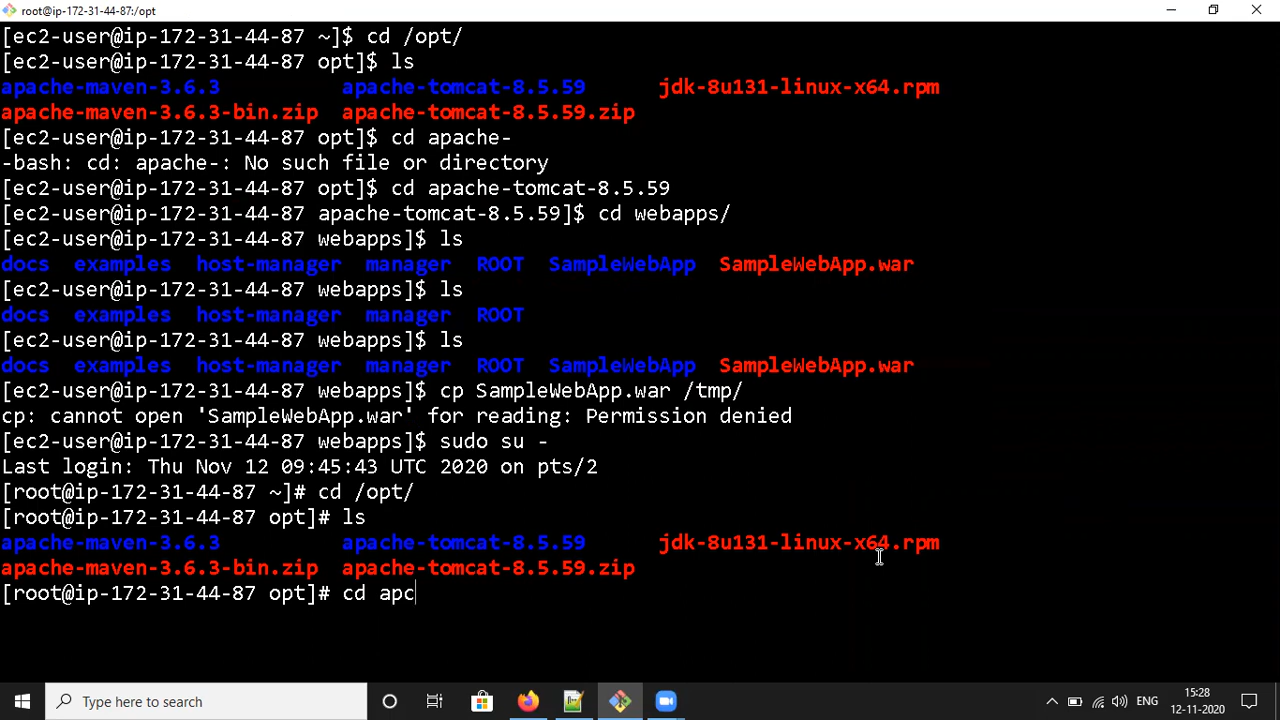 root@ip-172-31-44-87:/opt
[ec2-user@ip-172-31-44-87 ~]$ cd /opt/
[ec2-user@ip-172-31-44-87 opt]$ ls
apache-maven-3.6.3 apache-tomcat-8.5.59 jdk-8u131-linux-x64.rpm
apache-maven-3.6.3-bin.zip apache-tomcat-8.5.59.zip
[ec2-user@ip-172-31-44-87 opt]$ cd apache-
-bash: cd: apache-: No such file or directory
[ec2-user@ip-172-31-44-87 opt]$ cd apache-tomcat-8.5.59
[ec2-user@ip-172-31-44-87 apache-tomcat-8.5.59]$ cd webapps/
[ec2-user@ip-172-31-44-87 webapps]$ ls
docs examples host-manager manager ROOT SampleWebApp SampleWebApp.war
[ec2-user@ip-172-31-44-87 webapps]$ ls
docs examples host-manager manager ROOT
[ec2-user@ip-172-31-44-87 webapps]$ ls
docs examples host-manager manager ROOT SampleWebApp SampleWebApp.war
[ec2-user@ip-172-31-44-87 webapps]$ cp SampleWebApp.war /tmp/
cp: cannot open 'SampleWebApp.war' for reading: Permission denied
[ec2-user@ip-172-31-44-87 webapps]$ sudo su -
Last login: Thu Nov 12 09:45:43 UTC 2020 on pts/2
[root@ip-172-31-44-87 ~]# cd /opt/
[root@ip-172-31-44-87 opt]# ls
apache-maven-3.6.3 apache-tomcat-8.5.59 jdk-8u131-linux-x64.rpm
apache-maven-3.6.3-bin.zip apache-tomcat-8.5.59.zip
[root@ip-172-31-44-87 opt]# cd apc
Type here to search
ENG
15:28
12-11-2020